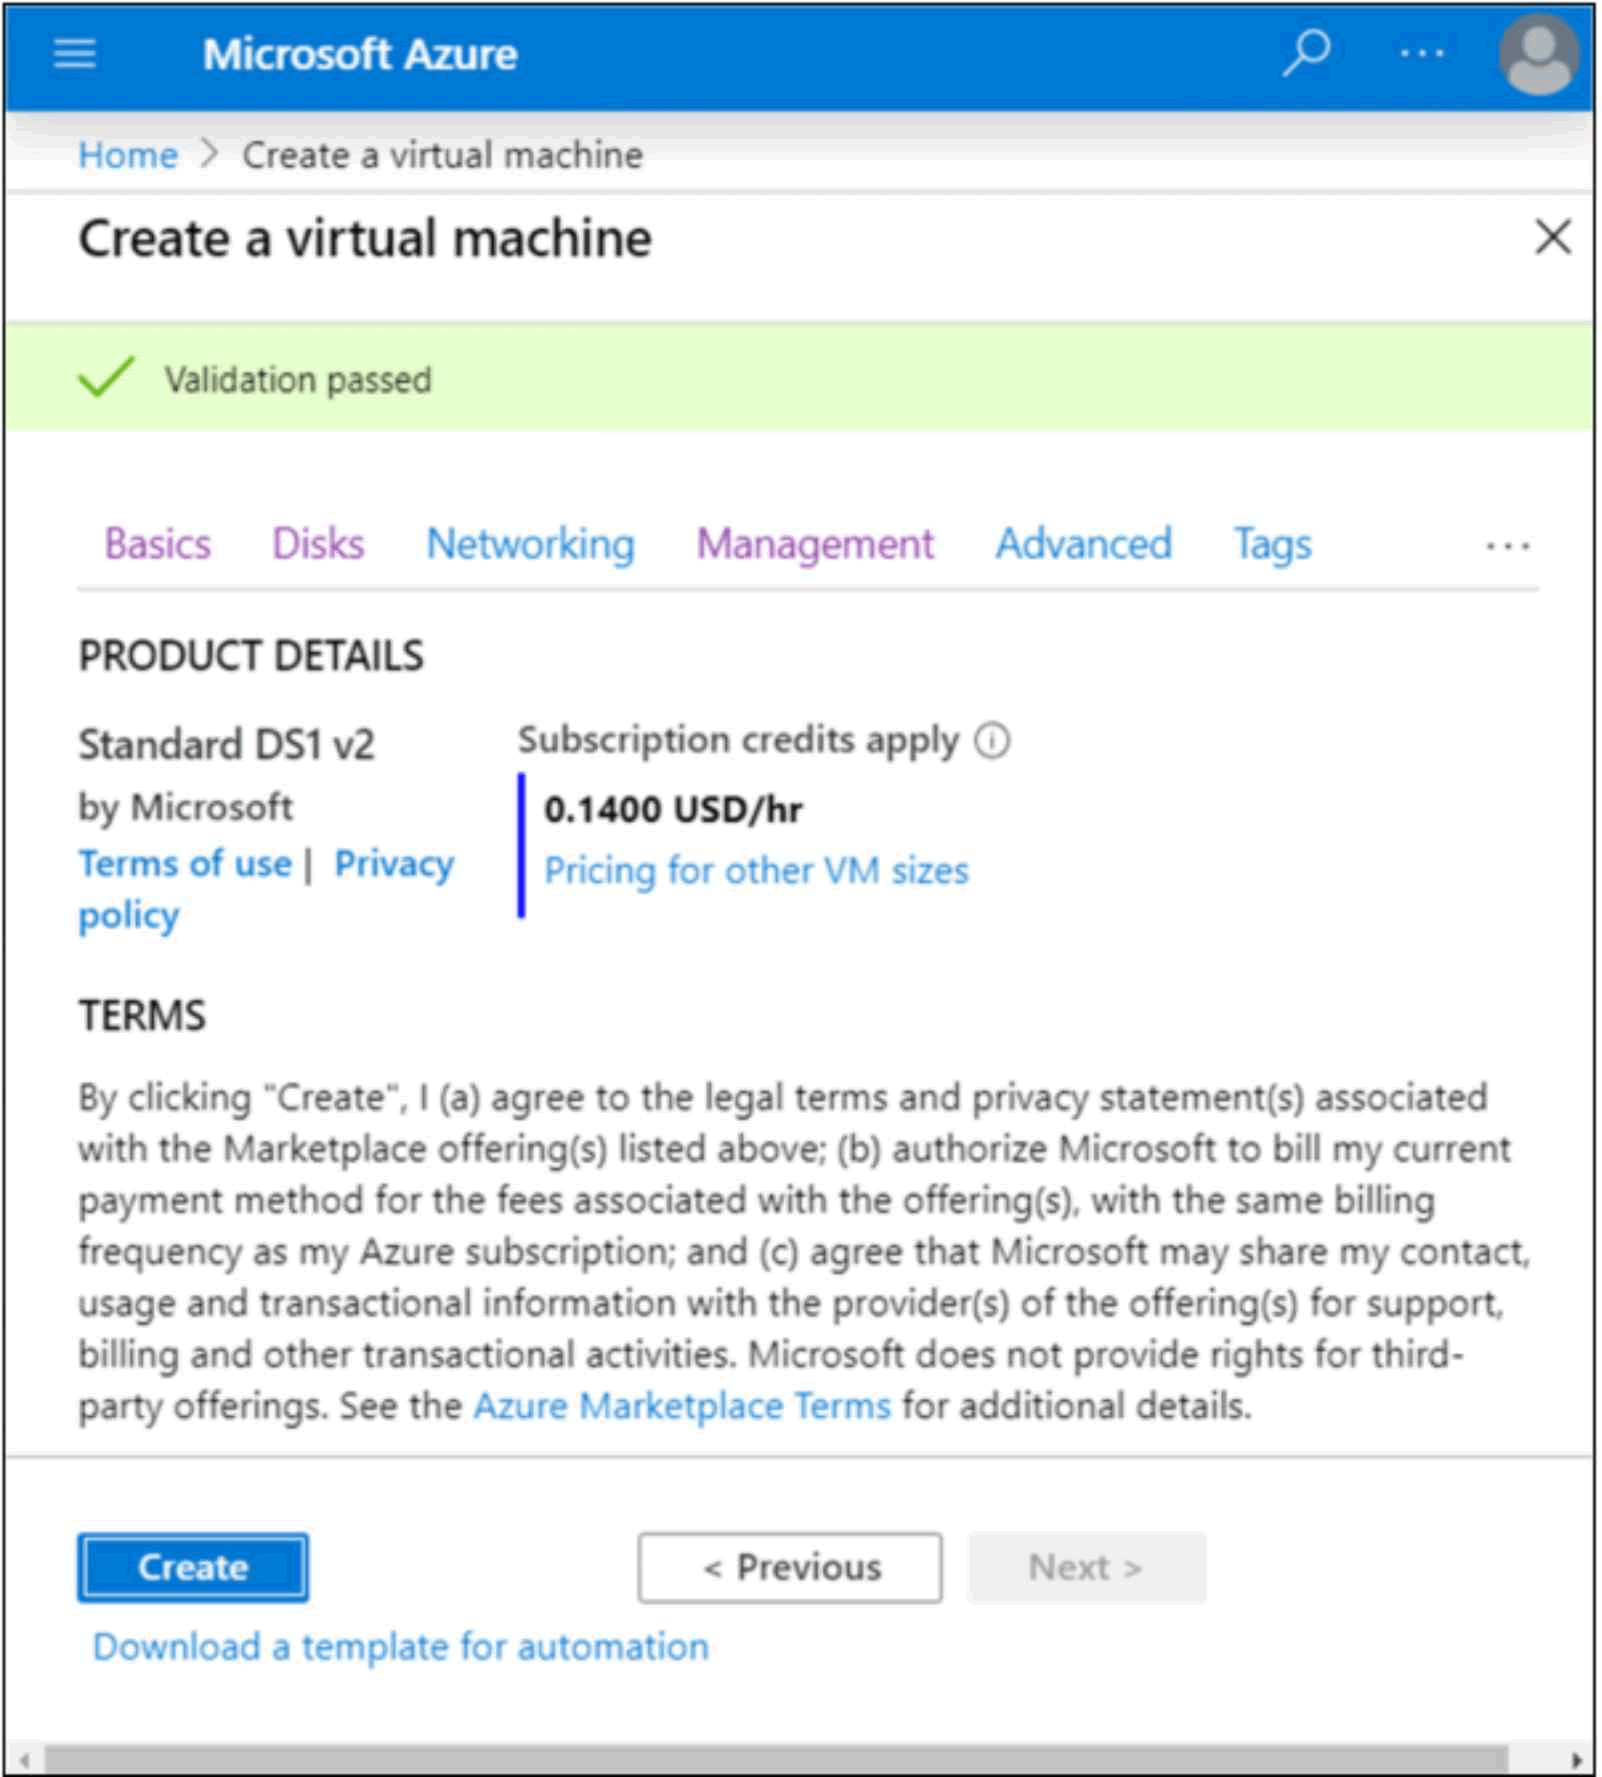 Microsoft Azure
...
Home > Create a virtual machine
Create a virtual machine
Validation passed
Basics Disks Networking Management Advanced Tags ...
PRODUCT DETAILS
Standard DS1 v2
by Microsoft
Terms of use | Privacy
policy
Subscription credits apply
0.1400 USD/hr
Pricing for other VM sizes
TERMS
By clicking "Create", I (a) agree to the legal terms and privacy statement(s) associated
with the Marketplace offering(s) listed above; (b) authorize Microsoft to bill my current
payment method for the fees associated with the offering(s), with the same billing
frequency as my Azure subscription; and (c) agree that Microsoft may share my contact,
usage and transactional information with the provider(s) of the offering(s) for support,
billing and other transactional activities. Microsoft does not provide rights for third-
party offerings. See the Azure Marketplace Terms for additional details.
Create
< Previous
Next >
Download a template for automation